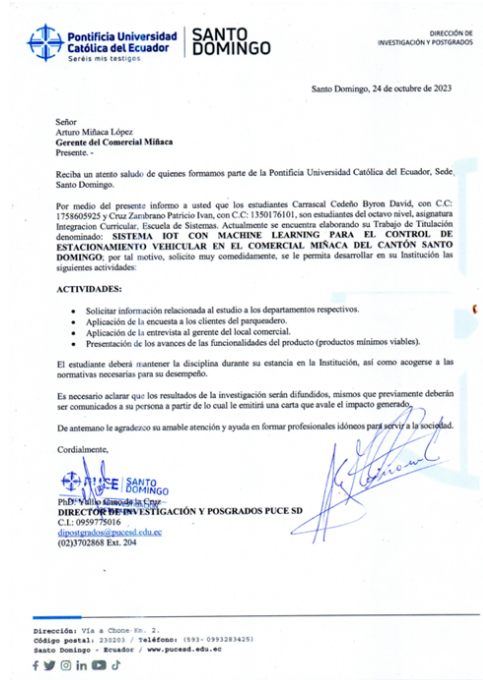 Pontificia Universidad
Católica del Ecuador
Seréis mis testigos
SANTO
DOMINGO
DIRECCIÓN DE
INVESTIGACIÓN Y POSTGRADOS
Santo Domingo, 24 de octubre de 2023
Señor
Arturo Miñaca López
Gerente del Comercial Miñaca
Presente. -
Reciba un atento saludo de quienes formamos parte de la Pontificia Universidad Católica del Ecuador, Sede
Santo Domingo.
Por medio del presente informo a usted que los estudiantes Carrascal Cedeño Byron David, con C.C:
1758605925 y Cruz Zambrano Patricio Ivan, con C.C: 1350176101, son estudiantes del octavo nivel, asignatura
Integracion Curricular, Escuela de Sistemas. Actualmente se encuentra elaborando su Trabajo de Titulación
denominado: SISTEMA IOT CON MACHINE LEARNING PARA EL CONTROL DE
ESTACIONAMIENTO VEHICULAR EN EL COMERCIAL MIÑACA DEL CANTÓN SANTO
DOMINGO; por tal motivo, solicito muy comedidamente, se le permita desarrollar en su Institución las
siguientes actividades:
ACTIVIDADES:
• Solicitar información relacionada al estudio a los departamentos respectivos.
• Aplicación de la encuesta a los clientes del parqueadero.
• Aplicación de la entrevista al gerente del local comercial.
• Presentación de los avances de las funcionalidades del producto (productos mínimos viables).
El estudiante deberá mantener la disciplina durante su estancia en la Institución, así como acogerse a las
normativas necesarias para su desempeño.
Es necesario aclarar que los resultados de la investigación serán difundidos, mismos que previamente deberán
ser comunicados a su persona a partir de lo cual le emitirá una carta que avale el impacto generado.
De antemano le agradezco su amable atención y ayuda en formar profesionales idóneos para servir a la sociedad.
Cordialmente,
PUCE SANTO
DOMINGO
PhD. Yullio Cano de la Cruz
DIRECTOR DE INVESTIGACIÓN Y POSGRADOS PUCE SD
C.I.: 0959775016
dipostgrados@pucesd.edu.ec
(02)3702868 Ext. 204
Dirección: Vía a Chone Km. 2.
Código postal: 230203 / Teléfono: (593- 0993283425)
Santo Domingo - Ecuador / www.pucesd.edu.ec